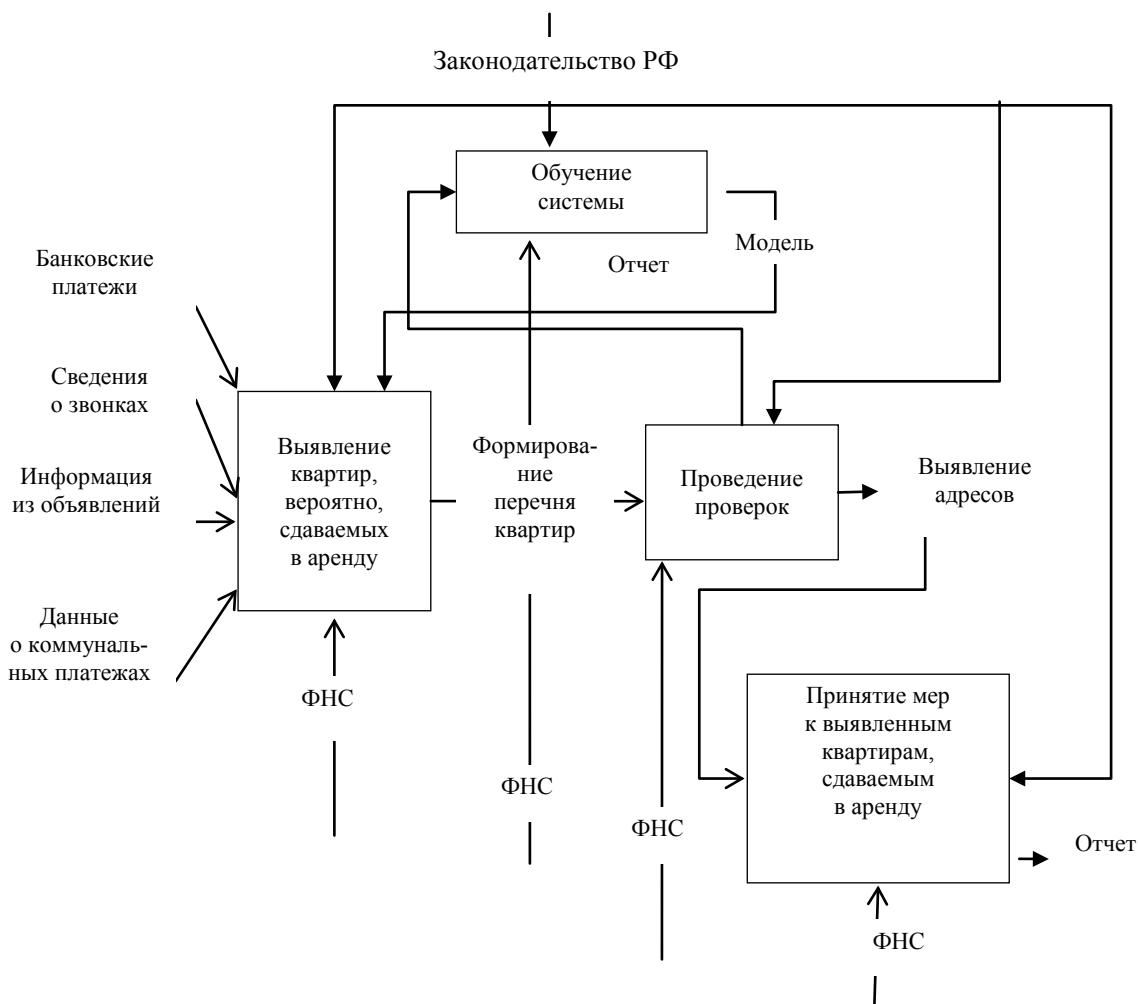 Законодательство РФ
Обучение
системы
Модель
Отчет
Банковские
платежи
Сведения
о звонках
Информация
из объявлений
Данные
о коммуналь-
ных платежах
Выявление
квартир,
вероятно,
сдаваемых
в аренду
ФНС
Формирова-
ние
перечня
квартир
ФНС
Проведение
проверок
ФНС
Выявление
адресов
Принятие мер
к выявленным
квартирам,
сдаваемым
в аренду
Отчет
ФНС